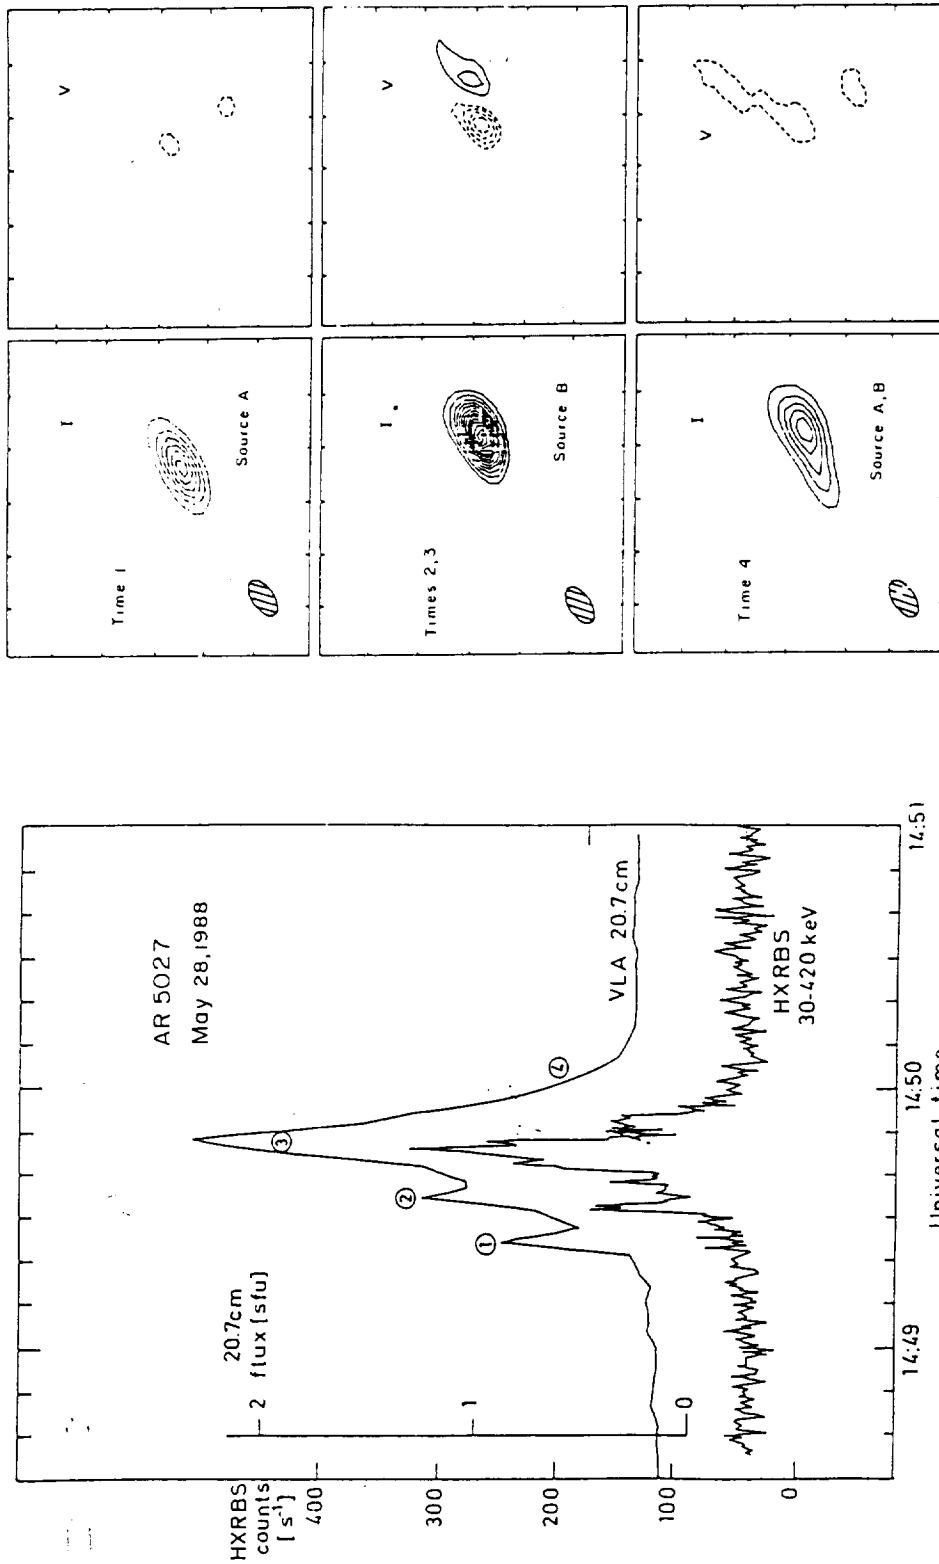 HXRBS
counts
[s⁻¹]
400
300
200
100
0
20.7cm
flux [sfu]
2
1
0
AR 5027
May 28,1988
①
②
③
④
VLA 20.7cm
HXRBS
30-420 keV
14:49
14:50
14:51
Universal time
Time 1
I
Source A
V
Times 2,3
I
Source B
V
Time 4
I
Source A,B
V